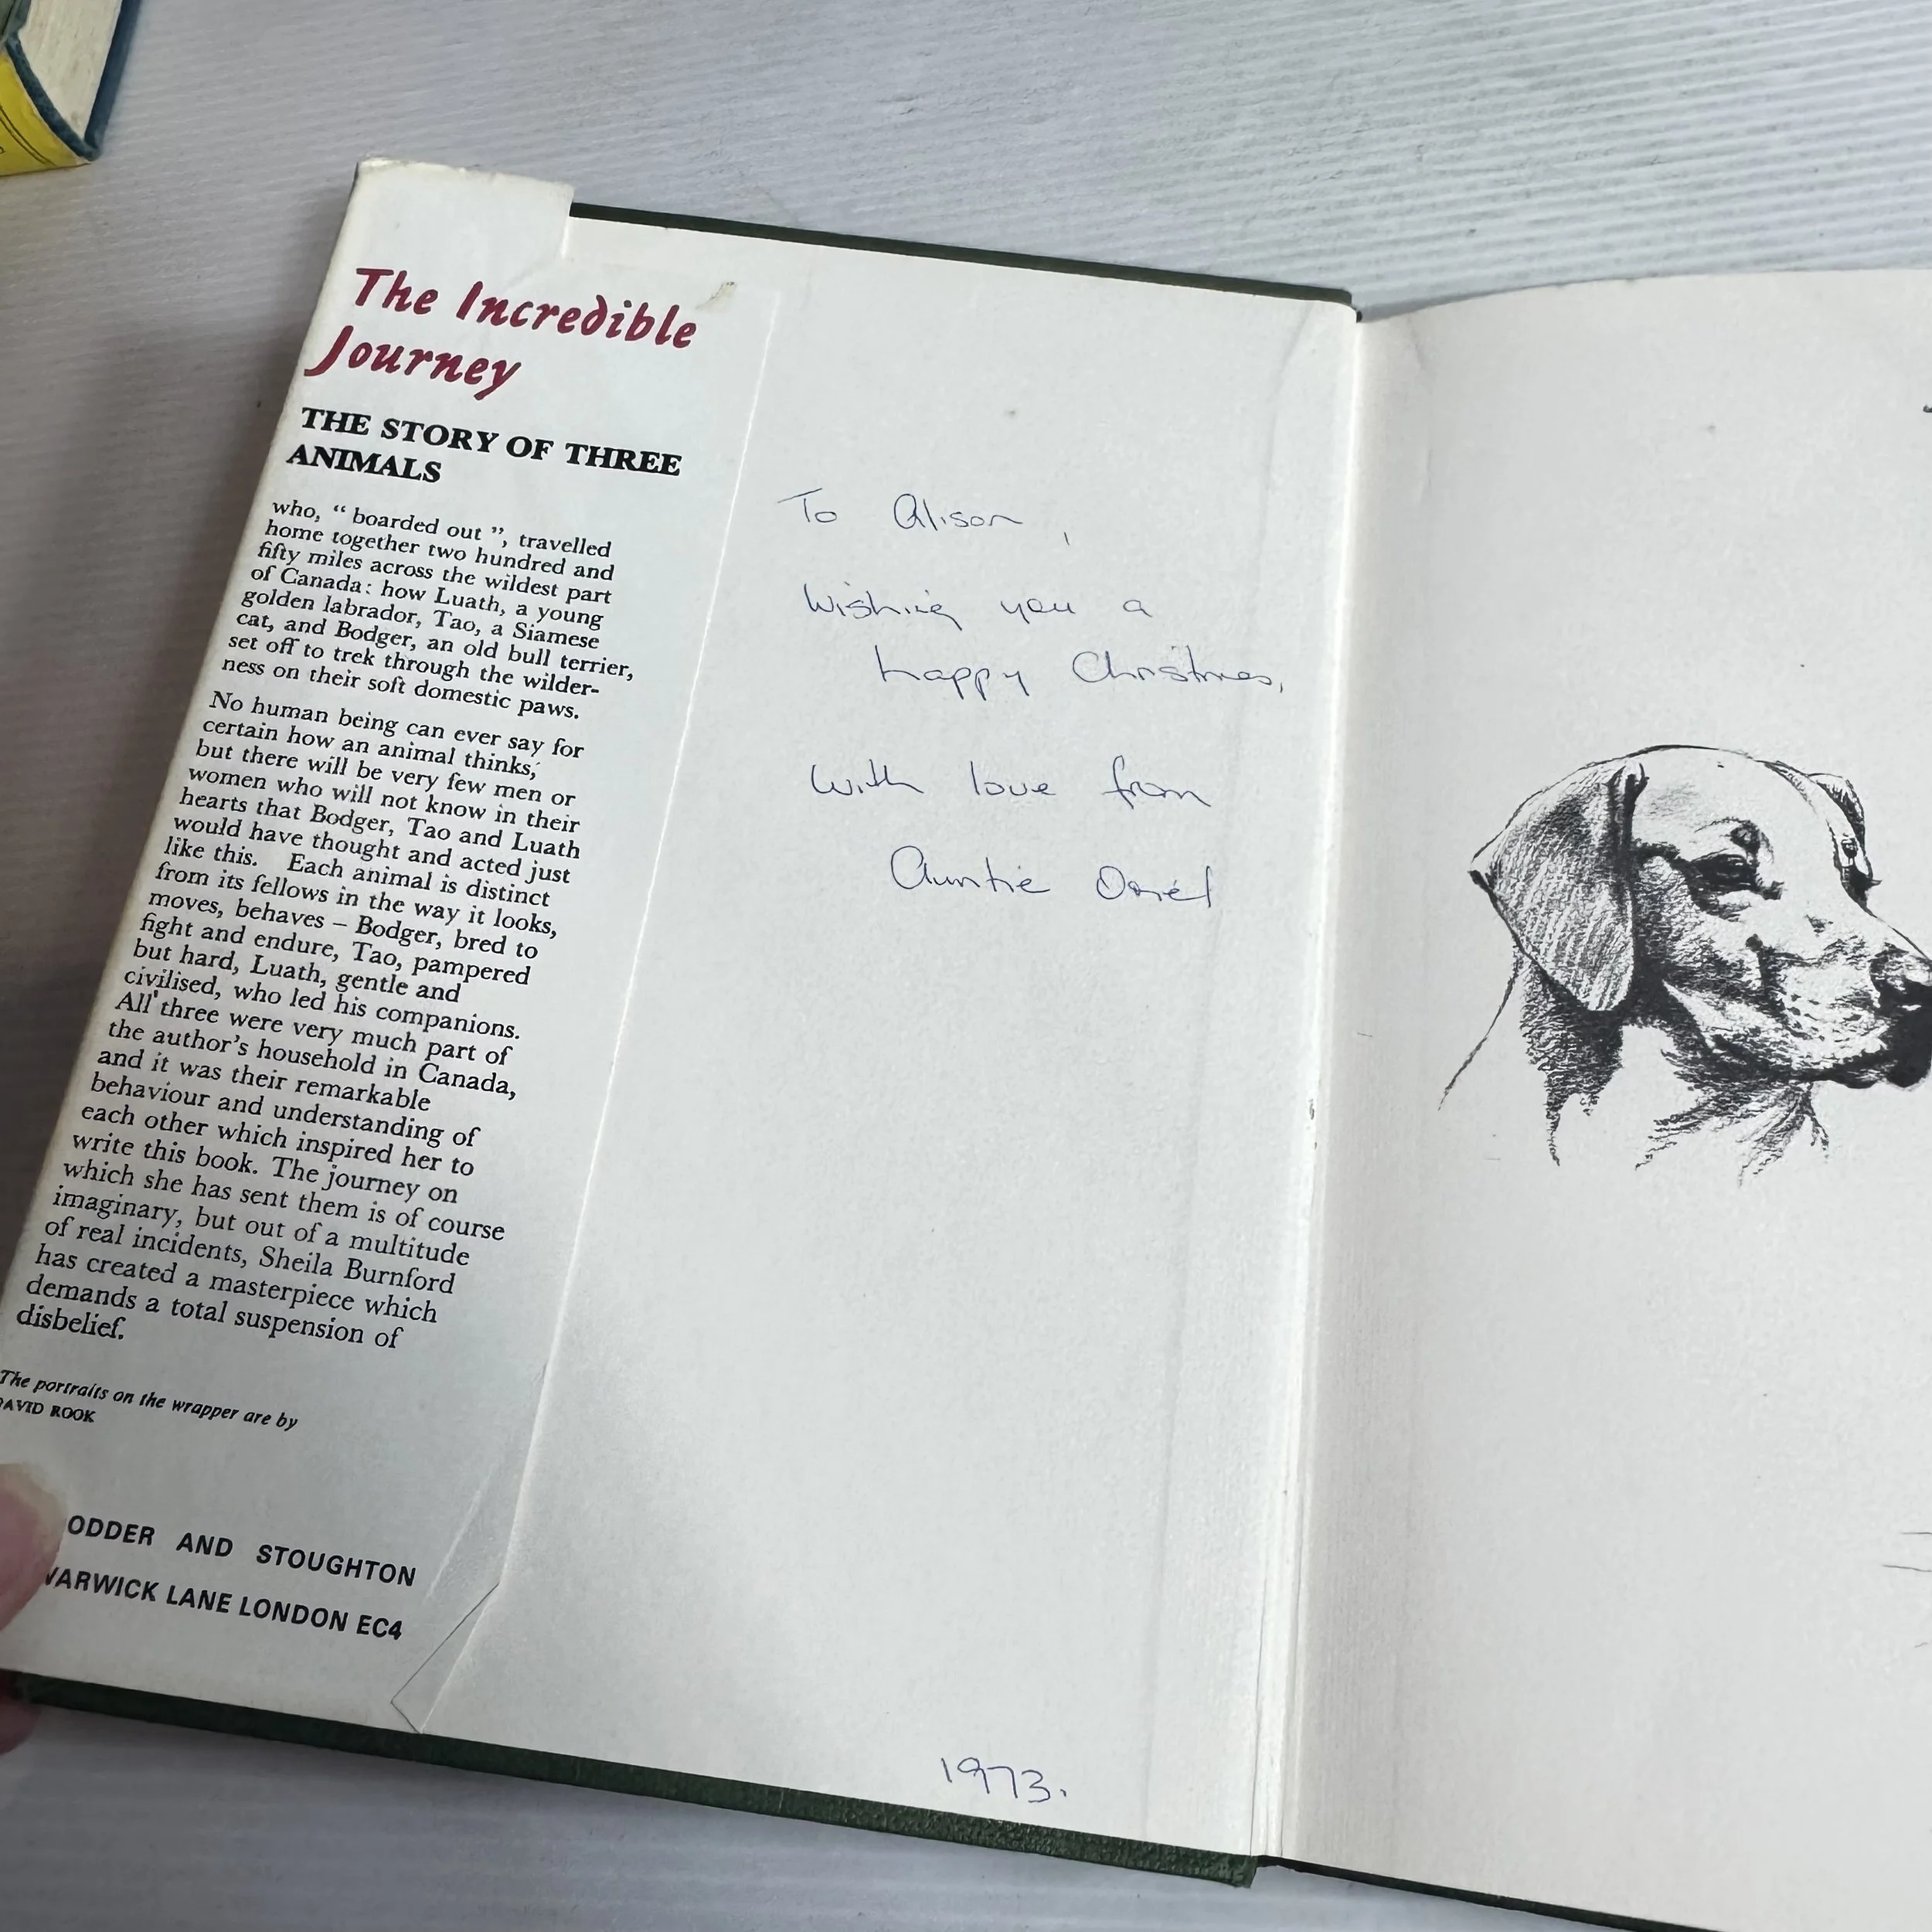 The Incredible
Journey
THE STORY OF THREE
ANIMALS
who, “ boarded out ”, travelled
home together two hundred and
fifty miles across the wildest part
of Canada: how Luath, a young
golden labrador, Tao, a Siamese
cat, and Bodger, an old bull terrier,
set off to trek through the wilder-
ness on their soft domestic paws.
No human being can ever say for
certain how an animal thinks,
but there will be very few men or
women who will not know in their
hearts that Bodger, Tao and Luath
would have thought and acted just
like this. Each animal is distinct
from its fellows in the way it looks,
moves, behaves – Bodger, bred to
fight and endure, Tao, pampered
but hard, Luath, gentle and
civilised, who led his companions.
All three were very much part of
the author’s household in Canada,
and it was their remarkable
behaviour and understanding of
each other which inspired her to
write this book. The journey on
which she has sent them is of course
imaginary, but out of a multitude
of real incidents, Sheila Burnford
has created a masterpiece which
demands a total suspension of
disbelief.
The portraits on the wrapper are by
DAVID ROOK
ODDER AND STOUGHTON
WARWICK LANE LONDON EC4
To Alison,
Wishing you a
happy Christmas,
with love from
Auntie
1973.